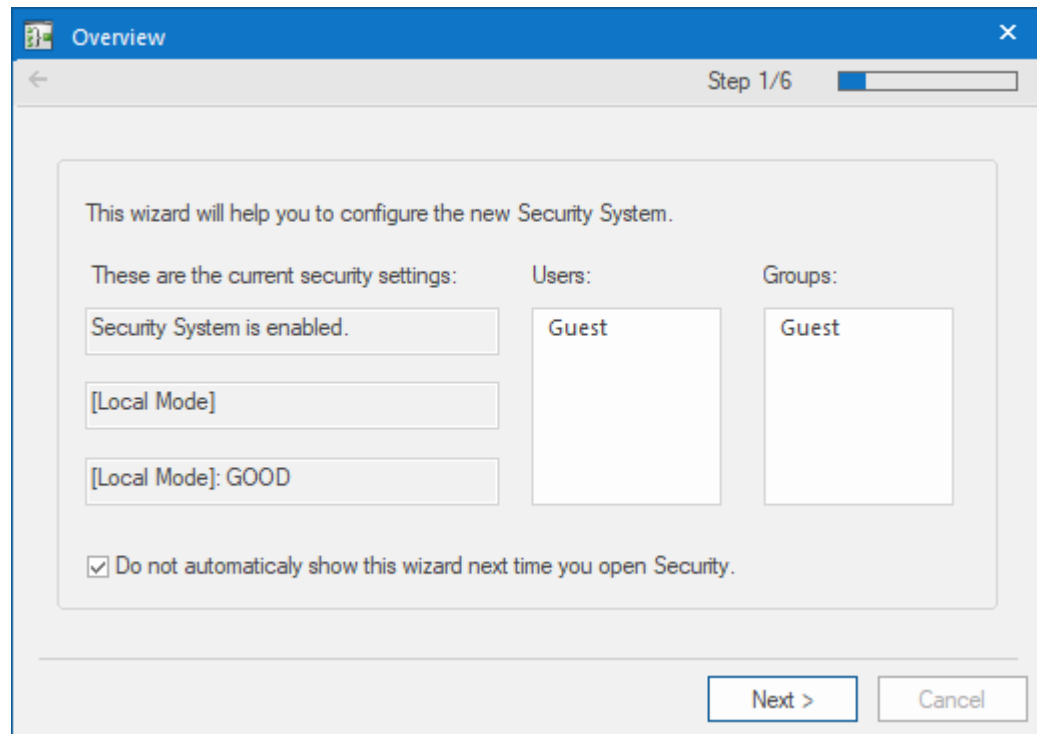 Overview
Step 1/6
This wizard will help you to configure the new Security System.
These are the current security settings:
Users:
Groups:
Security System is enabled.
Guest
Guest
[Local Mode]
[Local Mode]: GOOD
Do not automaticaly show this wizard next time you open Security.
Next >
Cancel